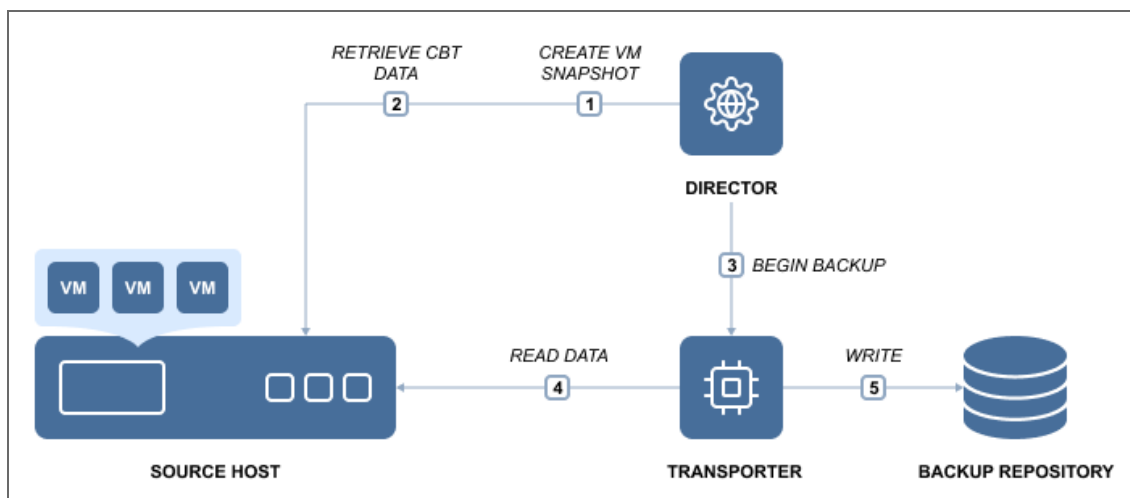 RETRIEVE CBT
DATA
CREATE VM
SNAPSHOT
2
1
DIRECTOR
3 BEGIN BACKUP
VM VM VM
READ DATA
4
WRITE
5
SOURCE HOST
TRANSPORTER
BACKUP REPOSITORY